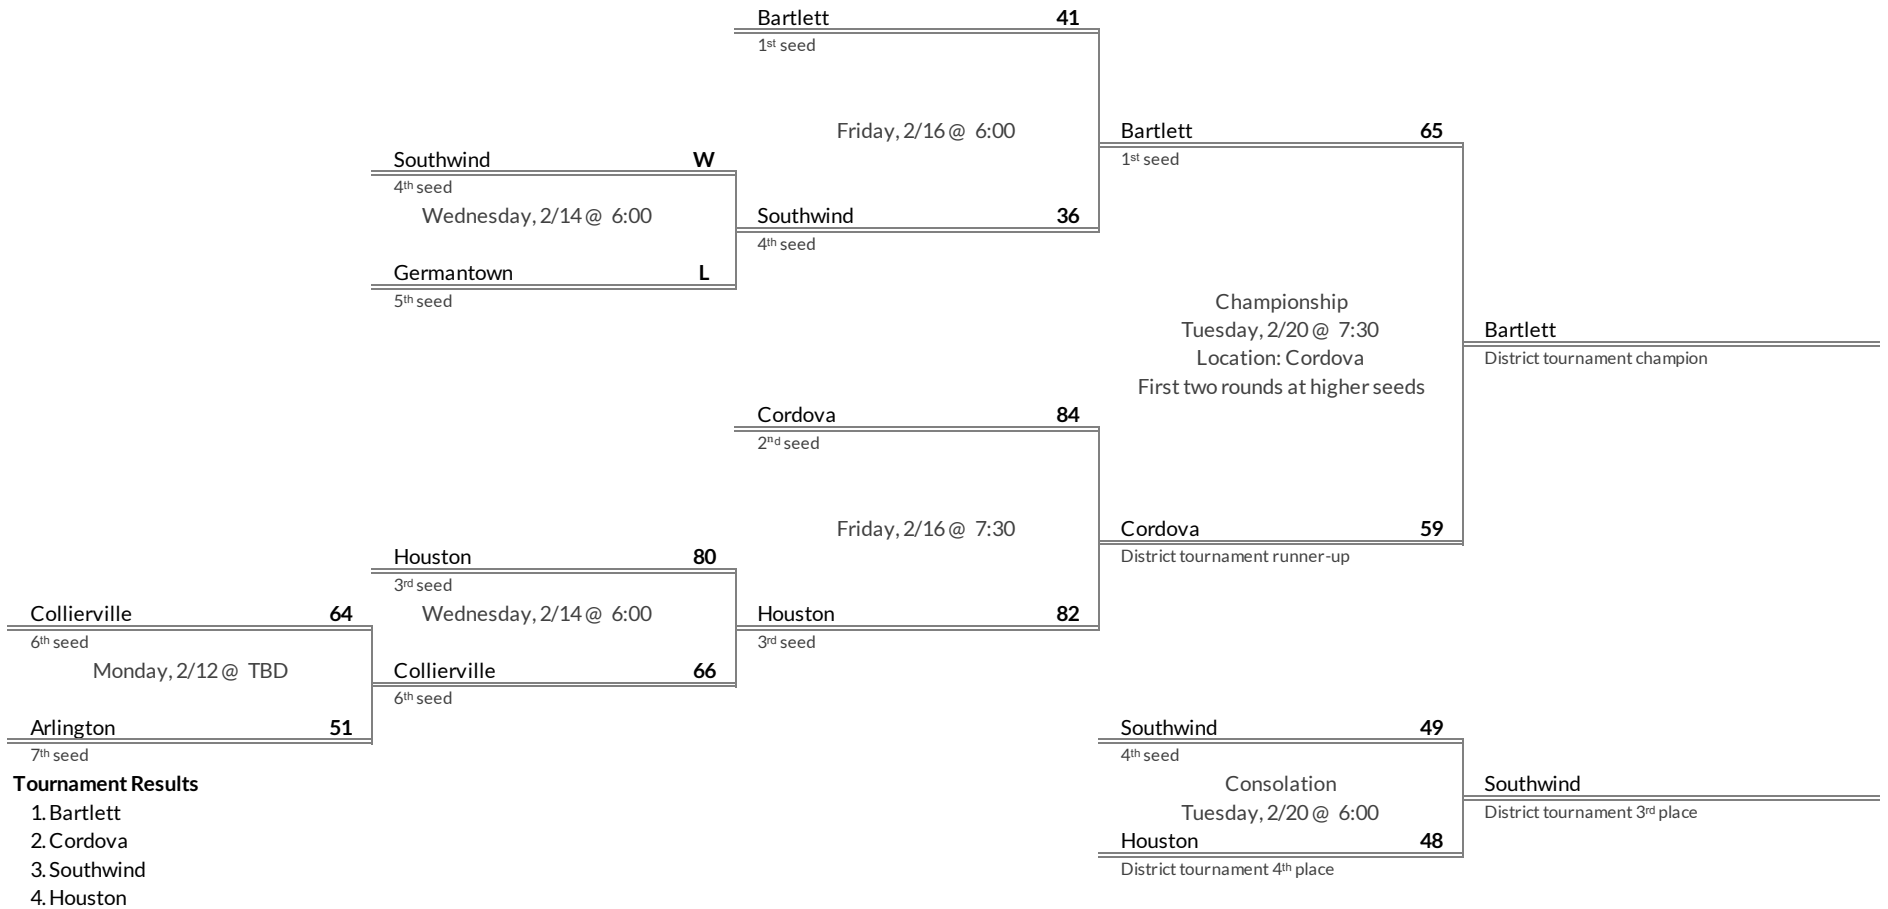 Bartlett 41
1st seed
Friday, 2/16 @ 6:00
Bartlett 65
1st seed
Southwind W
4th seed
Wednesday, 2/14 @ 6:00
Southwind 36
4th seed
Germantown L
5th seed
Championship
Tuesday, 2/20 @ 7:30
Location: Cordova
First two rounds at higher seeds
Bartlett
District tournament champion
Cordova 84
2nd seed
Friday, 2/16 @ 7:30
Cordova 59
District tournament runner-up
Houston 80
3rd seed
Wednesday, 2/14 @ 6:00
Houston 82
3rd seed
Collierville 64
6th seed
Monday, 2/12 @ TBD
Collierville 66
6th seed
Arlington 51
7th seed
Southwind 49
4th seed
Consolation
Tuesday, 2/20 @ 6:00
Southwind
District tournament 3rd place
Houston 48
District tournament 4th place
Tournament Results
1. Bartlett
2. Cordova
3. Southwind
4. Houston